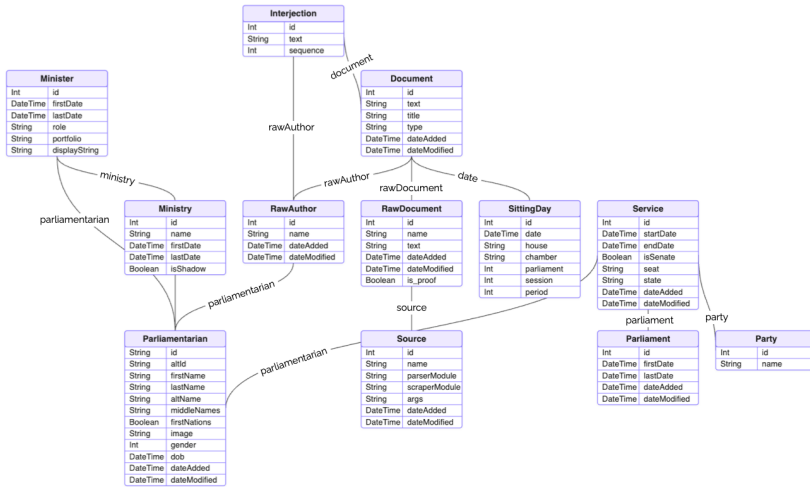 Interjection
Int id
String text
Int sequence
document
Minister
Int id
DateTime firstDate
DateTime lastDate
String role
String portfolio
String displayString
Document
Int id
String text
String title
String type
DateTime dateAdded
DateTime dateModified
rawAuthor
ministry
rawAuthor
rawDocument
date
parliamentarian
Ministry
Int id
String name
DateTime firstDate
DateTime lastDate
Boolean isShadow
RawAuthor
Int id
String name
DateTime dateAdded
DateTime dateModified
RawDocument
Int id
String name
String text
DateTime dateAdded
DateTime dateModified
Boolean is_proof
SittingDay
Int id
DateTime date
String house
String chamber
Int parliament
Int session
Int period
Service
Int id
DateTime startDate
DateTime endDate
Boolean isSenate
String seat
String state
DateTime dateAdded
DateTime dateModified
parliamentarian
source
parliamentarian
parliament
party
Parliamentarian
String id
String altId
String firstName
String lastName
String altName
String middleNames
Boolean firstNations
String image
Int gender
DateTime dob
DateTime dateAdded
DateTime dateModified
Source
Int id
String name
String parserModule
String scraperModule
String args
DateTime dateAdded
DateTime dateModified
Parliament
Int id
DateTime firstDate
DateTime lastDate
DateTime dateAdded
DateTime dateModified
Party
Int id
String name